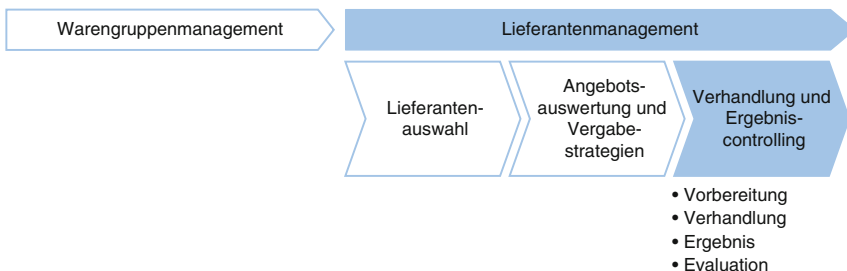 Warengruppenmanagement
Lieferantenmanagement
Lieferanten-
auswahl
Angebots-
auswertung und
Vergabe-
strategien
Verhandlung und
Ergebnis-
controlling
• Vorbereitung
• Verhandlung
• Ergebnis
• Evaluation